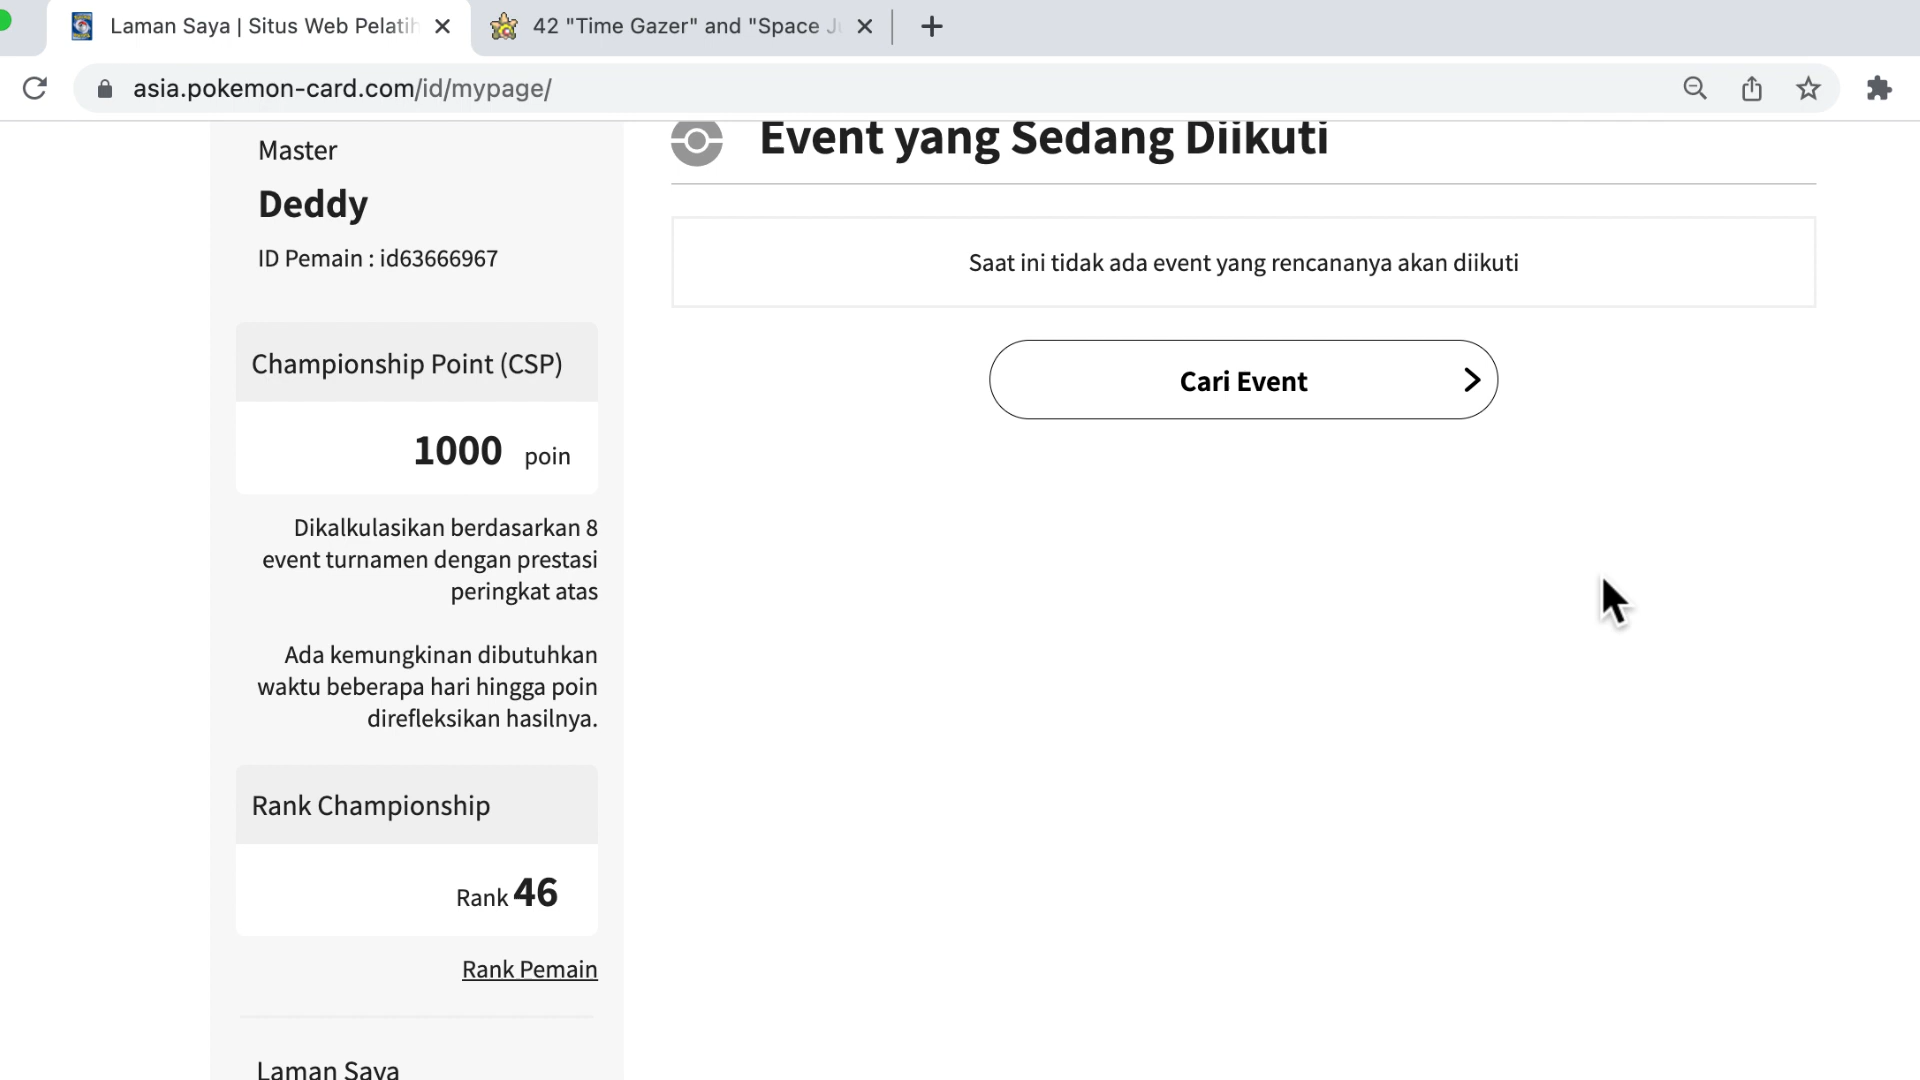 Laman Saya | Situs Web Pelatih
42 "Time Gazer" and "Space J
asia.pokemon-card.com/id/mypage/
Master
Deddy
ID Pemain : id63666967
Championship Point (CSP)
1000 poin
Dikalkulasikan berdasarkan 8
event turnamen dengan prestasi
peringkat atas
Ada kemungkinan dibutuhkan
waktu beberapa hari hingga poin
direfleksikan hasilnya.
Rank Championship
Rank 46
Rank Pemain
Laman Saya
Event yang Sedang Diikuti
Saat ini tidak ada event yang rencananya akan diikuti
Cari Event